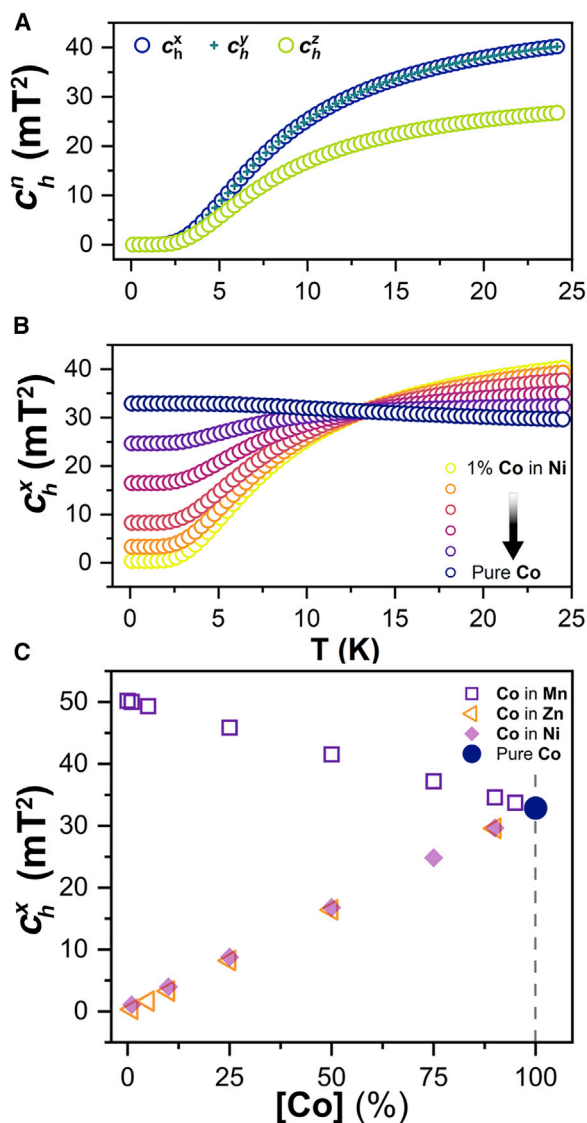 A
c_h^x c_h^y c_h^z
c_h^n (mT²)
40
30
20
10
0
0 5 10 15 20 25
B
c_h^x (mT²)
40
30
20
10
0
1% Co in Ni
Pure Co
0 5 10 15 20 25
T (K)
C
c_h^x (mT²)
50
40
30
20
10
0
Co in Mn
Co in Zn
Co in Ni
Pure Co
0 25 50 75 100
[Co] (%)